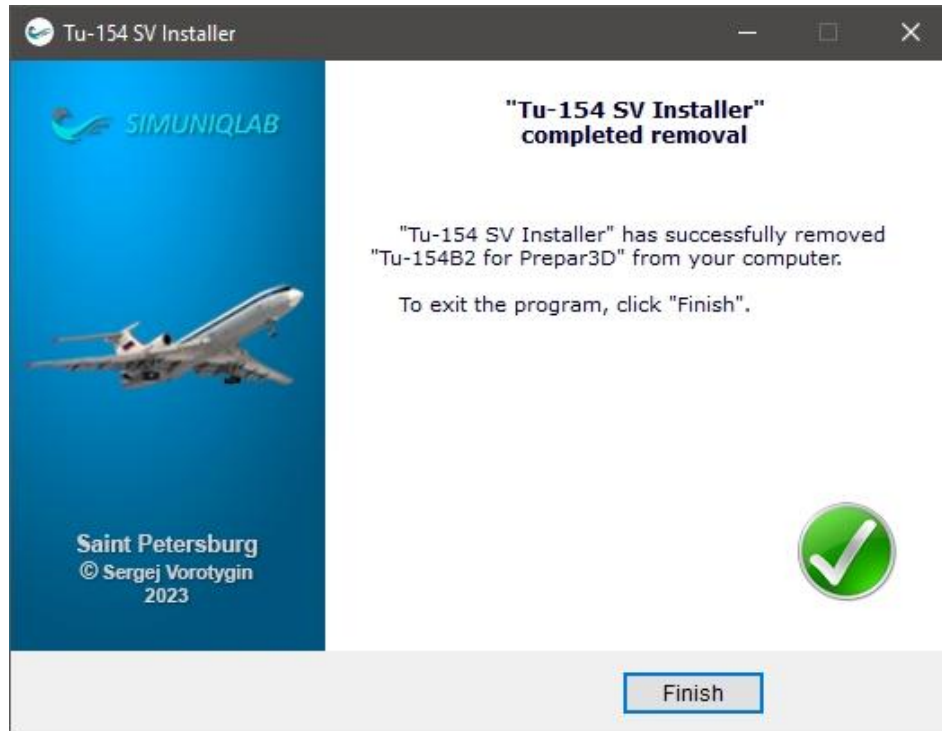 Tu-154 SV Installer
SIMUNIQLAB
"Tu-154 SV Installer"
completed removal
"Tu-154 SV Installer" has successfully removed
"Tu-154B2 for Prepar3D" from your computer.
To exit the program, click "Finish".
Saint Petersburg
© Sergej Vorotygin
2023
Finish